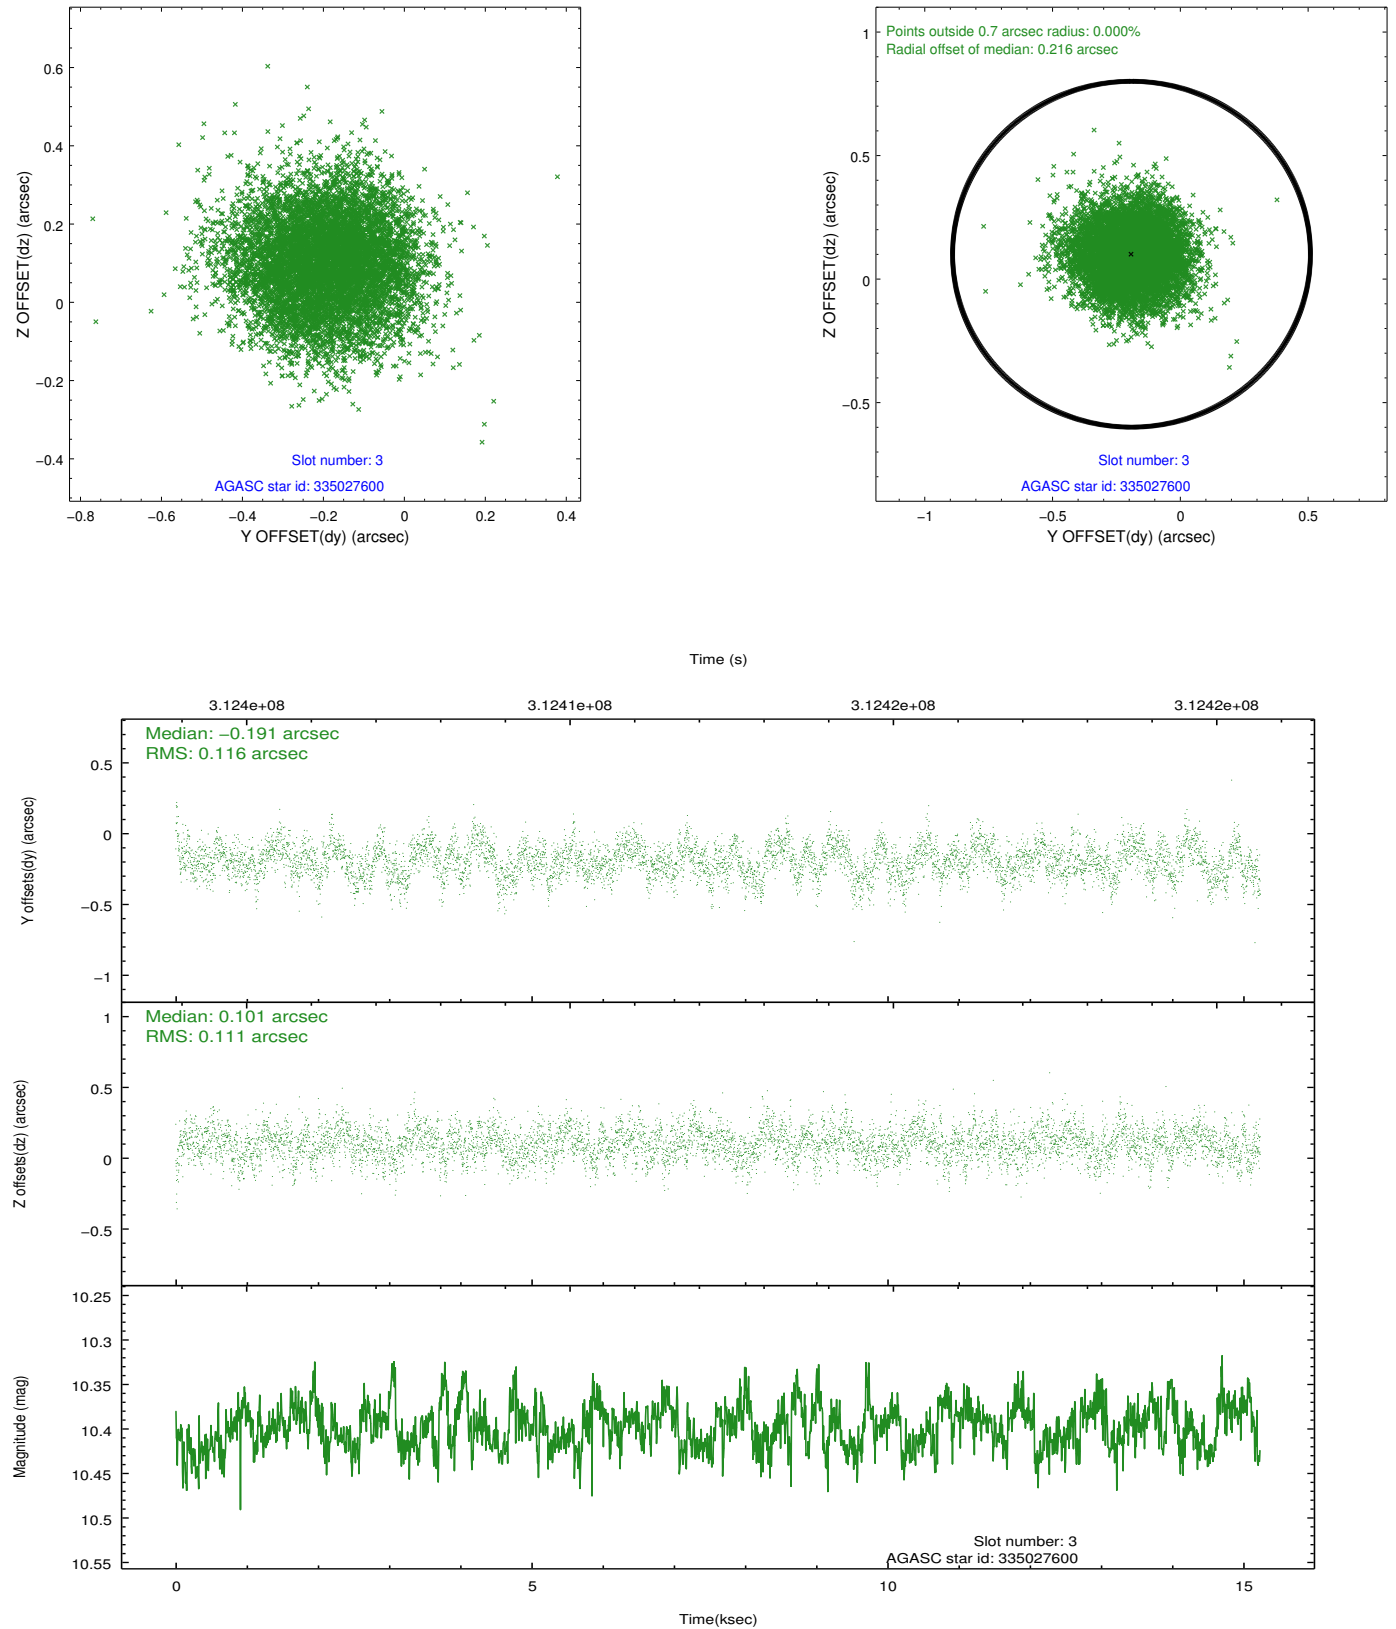 0.6
0.4
0.2
0
−0.2
−0.4
Z OFFSET(dz) (arcsec)
Slot number: 3
AGASC star id: 335027600
−0.8 −0.6 −0.4 −0.2 0 0.2 0.4
Y OFFSET(dy) (arcsec)
Points outside 0.7 arcsec radius: 0.000%
Radial offset of median: 0.216 arcsec
1
0.5
0
−0.5
Z OFFSET(dz) (arcsec)
Slot number: 3
AGASC star id: 335027600
−1 −0.5 0 0.5
Y OFFSET(dy) (arcsec)
Time (s)
3.124e+08 3.1241e+08 3.1242e+08 3.1242e+08
Median: −0.191 arcsec
RMS: 0.116 arcsec
0.5
0
−0.5
−1
Y offsets(dy) (arcsec)
Median: 0.101 arcsec
RMS: 0.111 arcsec
1
0.5
0
−0.5
Z offsets(dz) (arcsec)
10.25
10.3
10.35
10.4
10.45
10.5
10.55
Magnitude (mag)
Slot number: 3
AGASC star id: 335027600
0 5 10 15
Time(ksec)